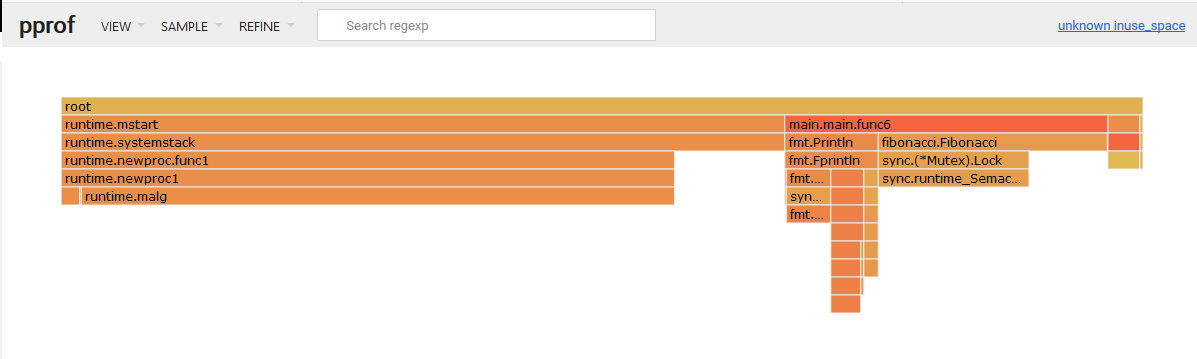 pprof VIEW SAMPLE REFINE Search regexp unknown inuse_space
root
runtime.mstart main.main.func6
runtime.systemstack fmt.Println fibonacci.Fibonacci
runtime.newproc.func1 fmt.Fprintln sync.(*Mutex).Lock
runtime.newproc1 fmt.... sync.runtime_Semac...
runtime.malg syn...
fmt....